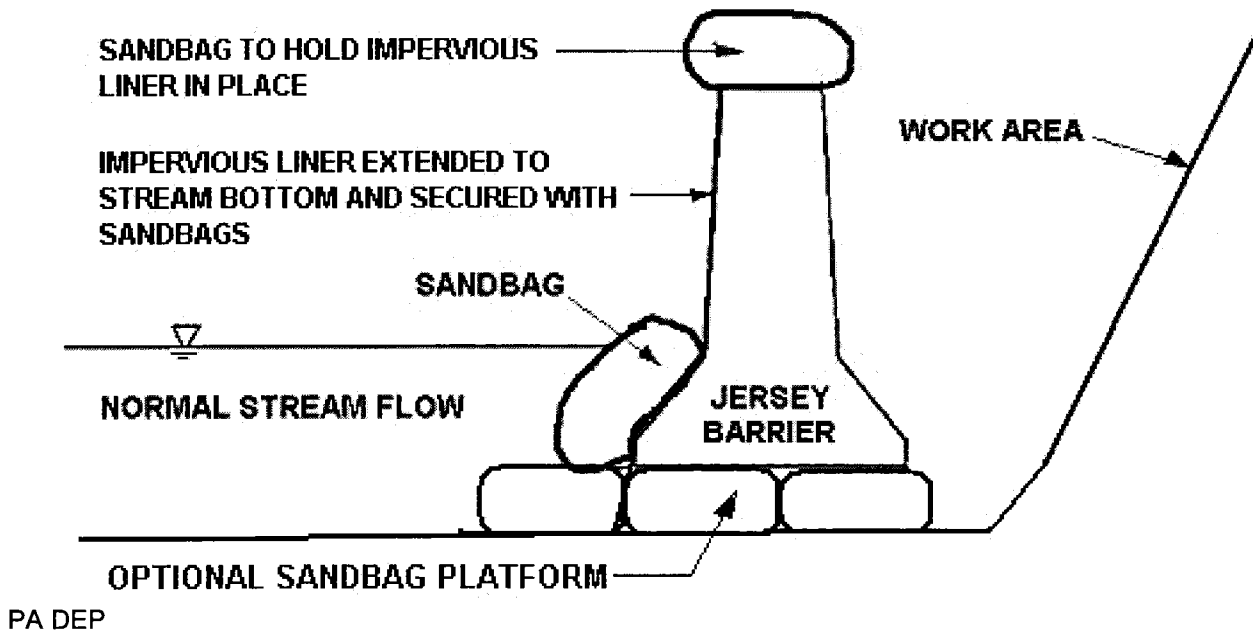 SANDBAG TO HOLD IMPERVIOUS
LINER IN PLACE
WORK AREA
IMPERVIOUS LINER EXTENDED TO
STREAM BOTTOM AND SECURED WITH
SANDBAGS
SANDBAG
NORMAL STREAM FLOW
JERSEY
BARRIER
OPTIONAL SANDBAG PLATFORM
PA DEP